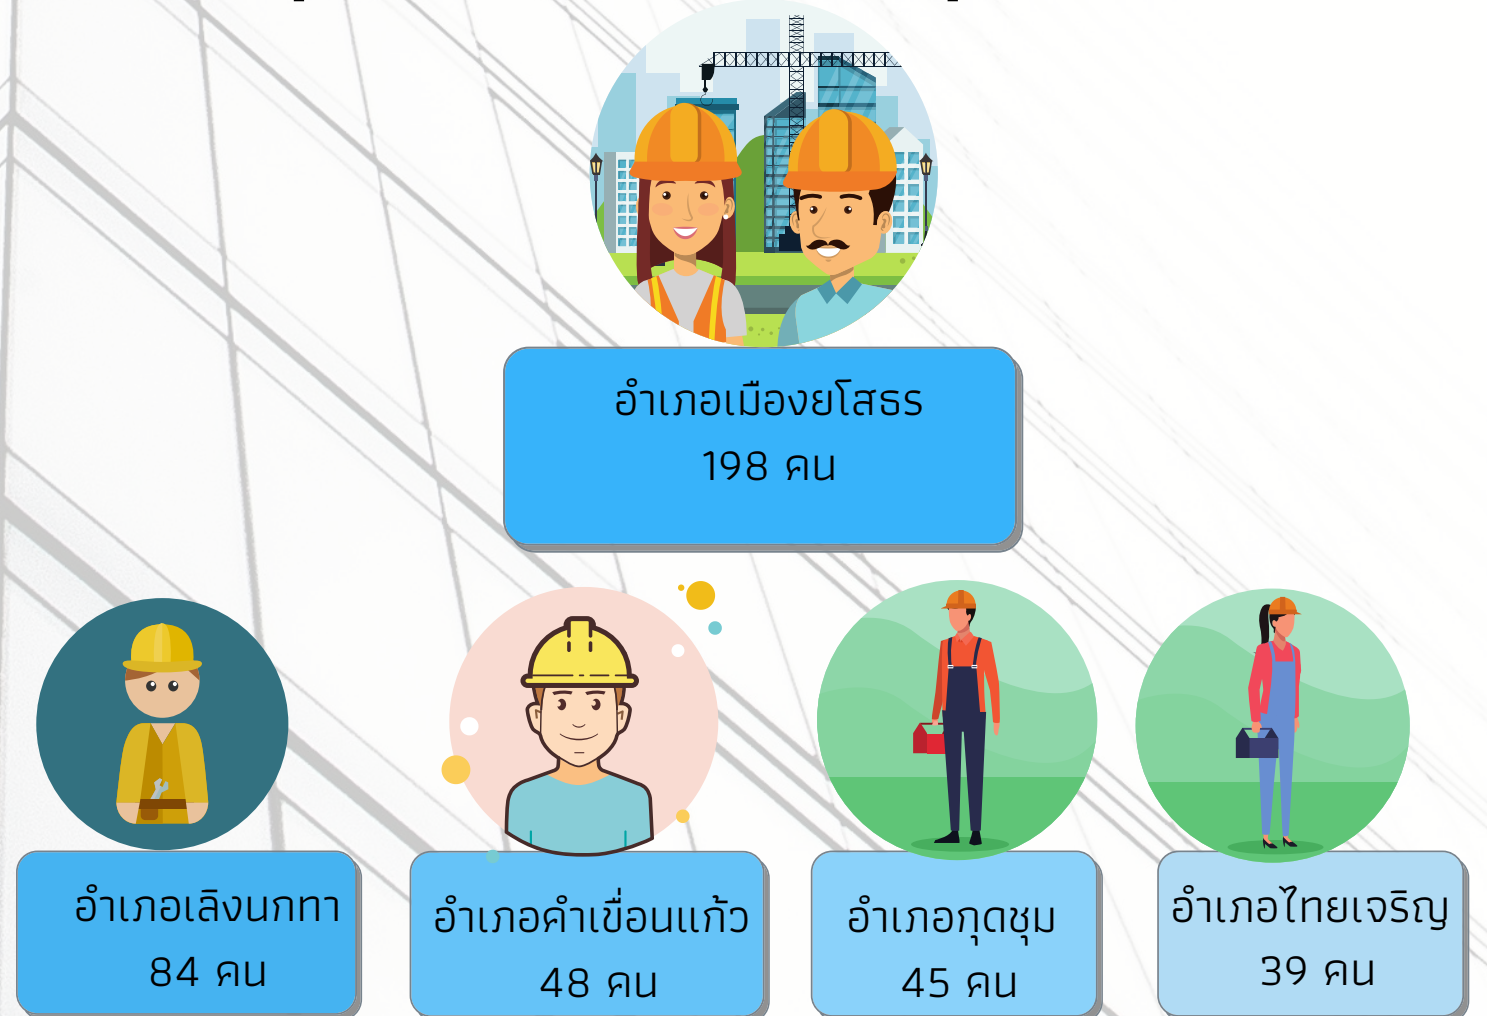 อำเภอเมืองยโสธร
198 คน
อำเภอเลิงนกทา
84 คน
อำเภอคำเขื่อนแก้ว
48 คน
อำเภอกุดชุม
45 คน
อำเภอไทยเจริญ
39 คน